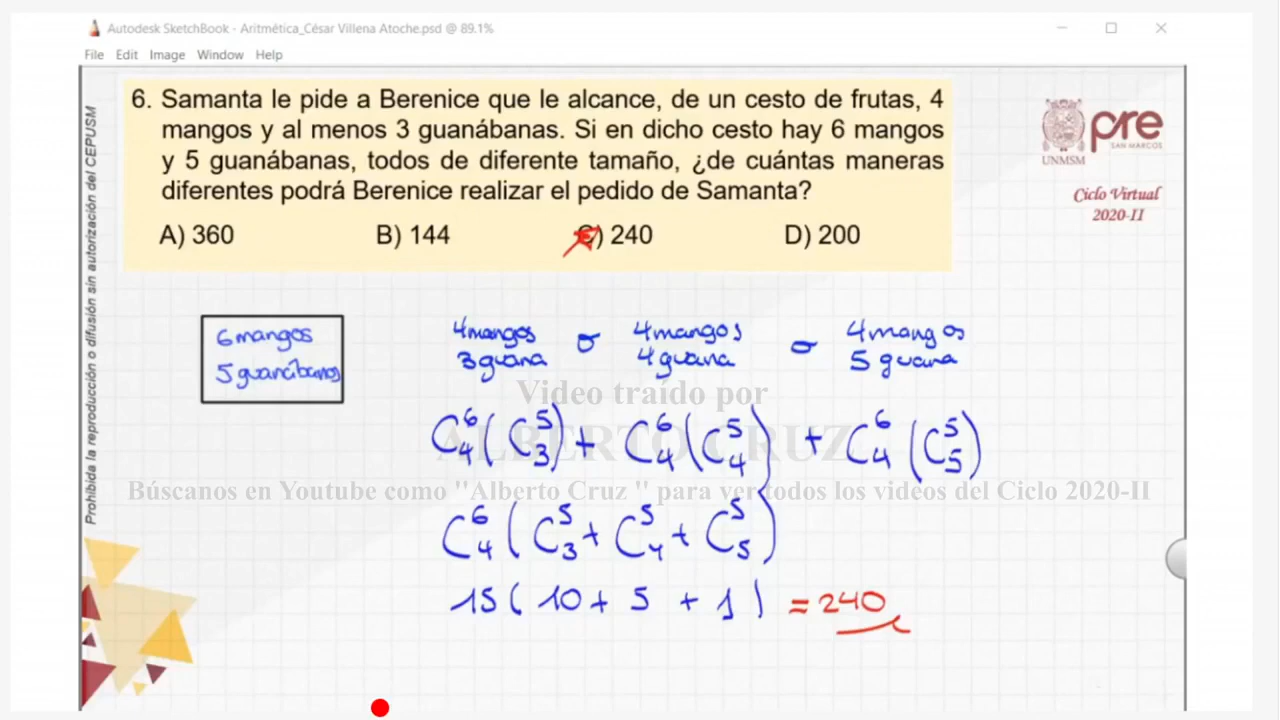 Autodesk SketchBook - Aritmética_César Villena Atoche.psd @ 89.1%
File Edit Image Window Help
6. Samanta le pide a Berenice que le alcance, de un cesto de frutas, 4
mangos y al menos 3 guanábanas. Si en dicho cesto hay 6 mangos
y 5 guanábanas, todos de diferente tamaño, ¿de cuántas maneras
diferentes podrá Berenice realizar el pedido de Samanta?
A) 360 B) 144 C) 240 D) 200
UNMSM
pre
SAN MARCOS
Ciclo Virtual
2020-II
Prohibida la reproducción o difusión sin autorización del CEPUSM
6 mangos
5 guanábanas
4 mangos o 4 mangos o 4 mangos
3 guana 4 guana 5 guana
Video traído por
ALBERTO CRUZ
C⁶₄(C⁵₃) + C⁶₄(C⁵₄) + C⁶₄(C⁵₅)
Búscanos en Youtube como "Alberto Cruz " para ver todos los videos del Ciclo 2020-II
C⁶₄(C⁵₃ + C⁵₄ + C⁵₅)
15(10 + 5 + 1) = 240